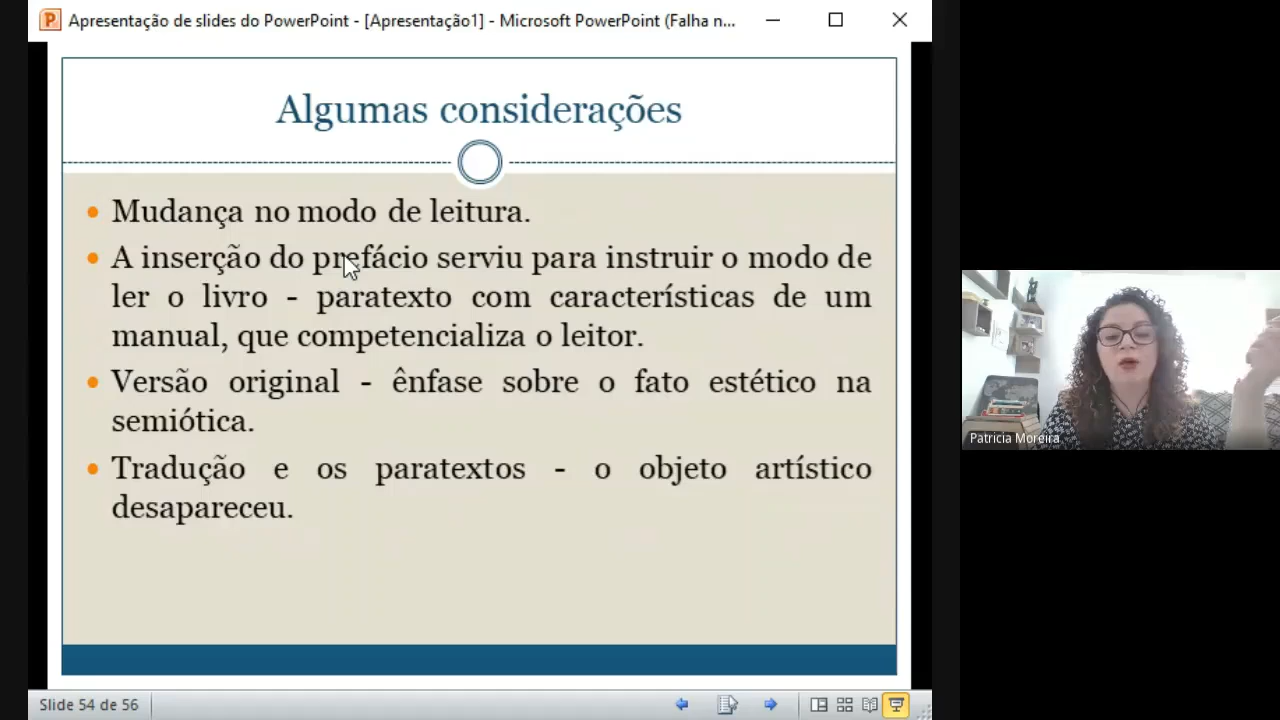 Apresentação de slides do PowerPoint - [Apresentação1] - Microsoft PowerPoint (Falha n...
Algumas considerações
Mudança no modo de leitura.
A inserção do prefácio serviu para instruir o modo de
ler o livro - paratexto com características de um
manual, que competencializa o leitor.
Versão original - ênfase sobre o fato estético na
semiótica.
Tradução e os paratextos - o objeto artístico
desapareceu.
Patricia Moreira
Slide 54 de 56